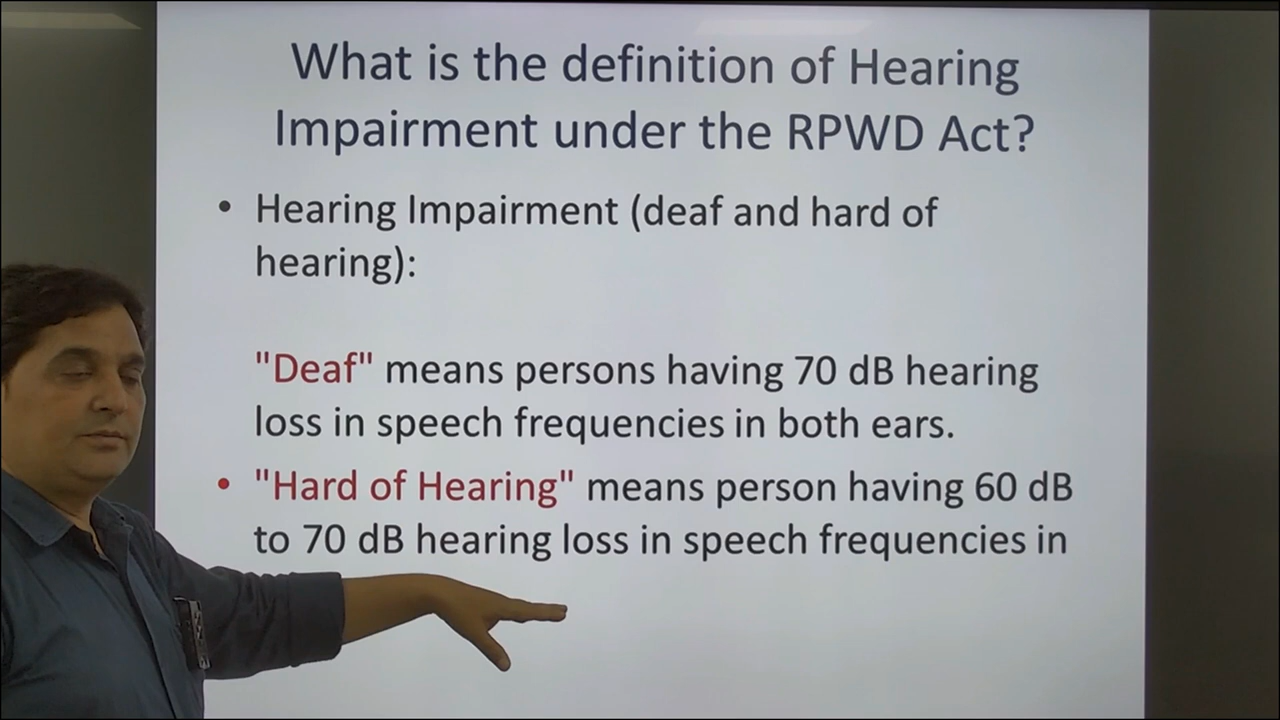 What is the definition of Hearing
Impairment under the RPWD Act?
• Hearing Impairment (deaf and hard of
hearing):
"Deaf" means persons having 70 dB hearing
loss in speech frequencies in both ears.
• "Hard of Hearing" means person having 60 dB
to 70 dB hearing loss in speech frequencies in